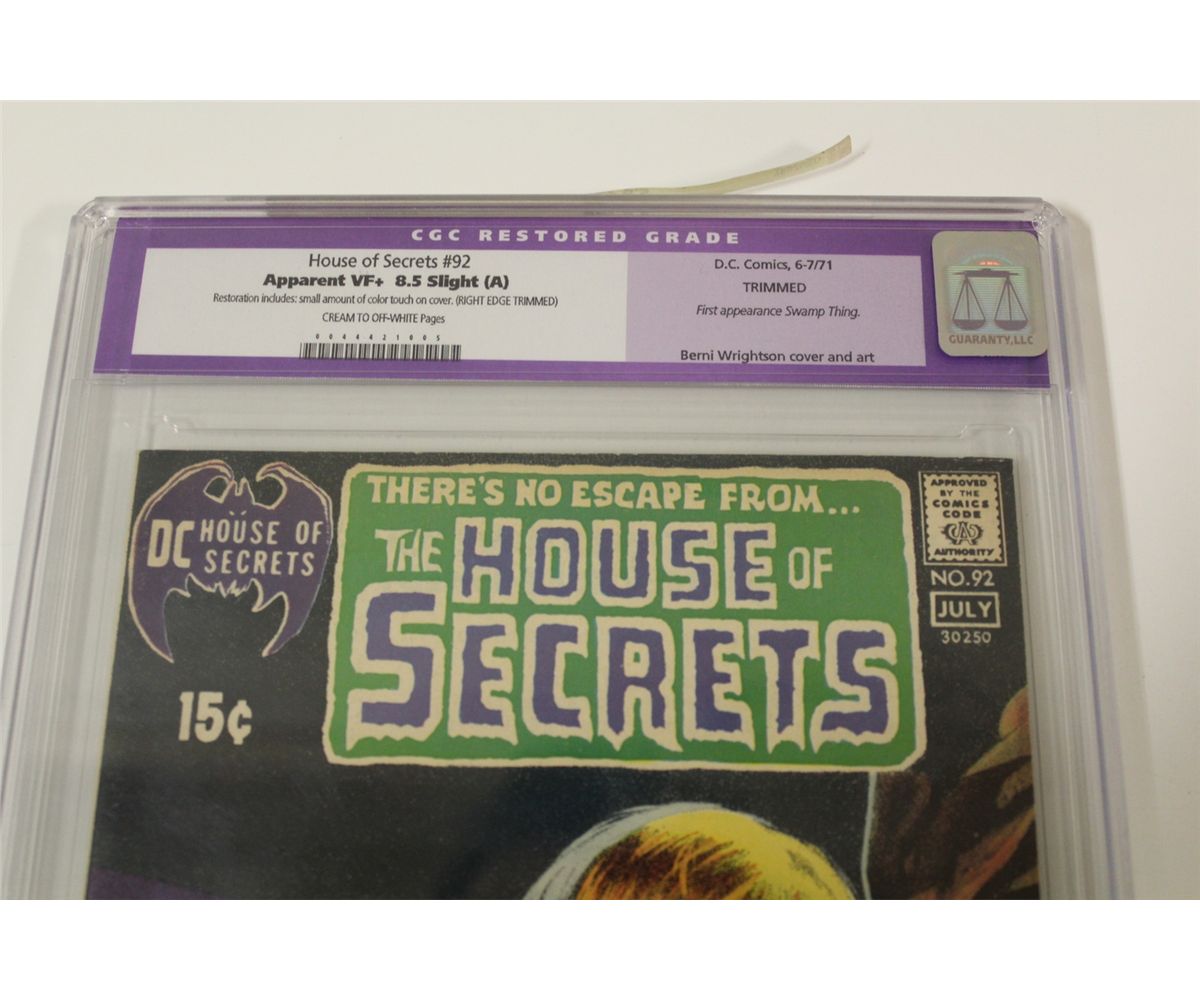 CGC RESTORED GRADE
House of Secrets #92
Apparent VF+ 8.5 Slight (A)
Restoration includes: small amount of color touch on cover. (RIGHT EDGE TRIMMED)
CREAM TO OFF-WHITE Pages
0044421005
D.C. Comics, 6-7/71
TRIMMED
First appearance Swamp Thing.
Berni Wrightson cover and art
GUARANTY, LLC
DC HOUSE OF
SECRETS
15¢
THERE'S NO ESCAPE FROM...
THE HOUSE OF
SECRETS
APPROVED
BY THE
COMICS
CODE
CA
AUTHORITY
NO.92
JULY
30250